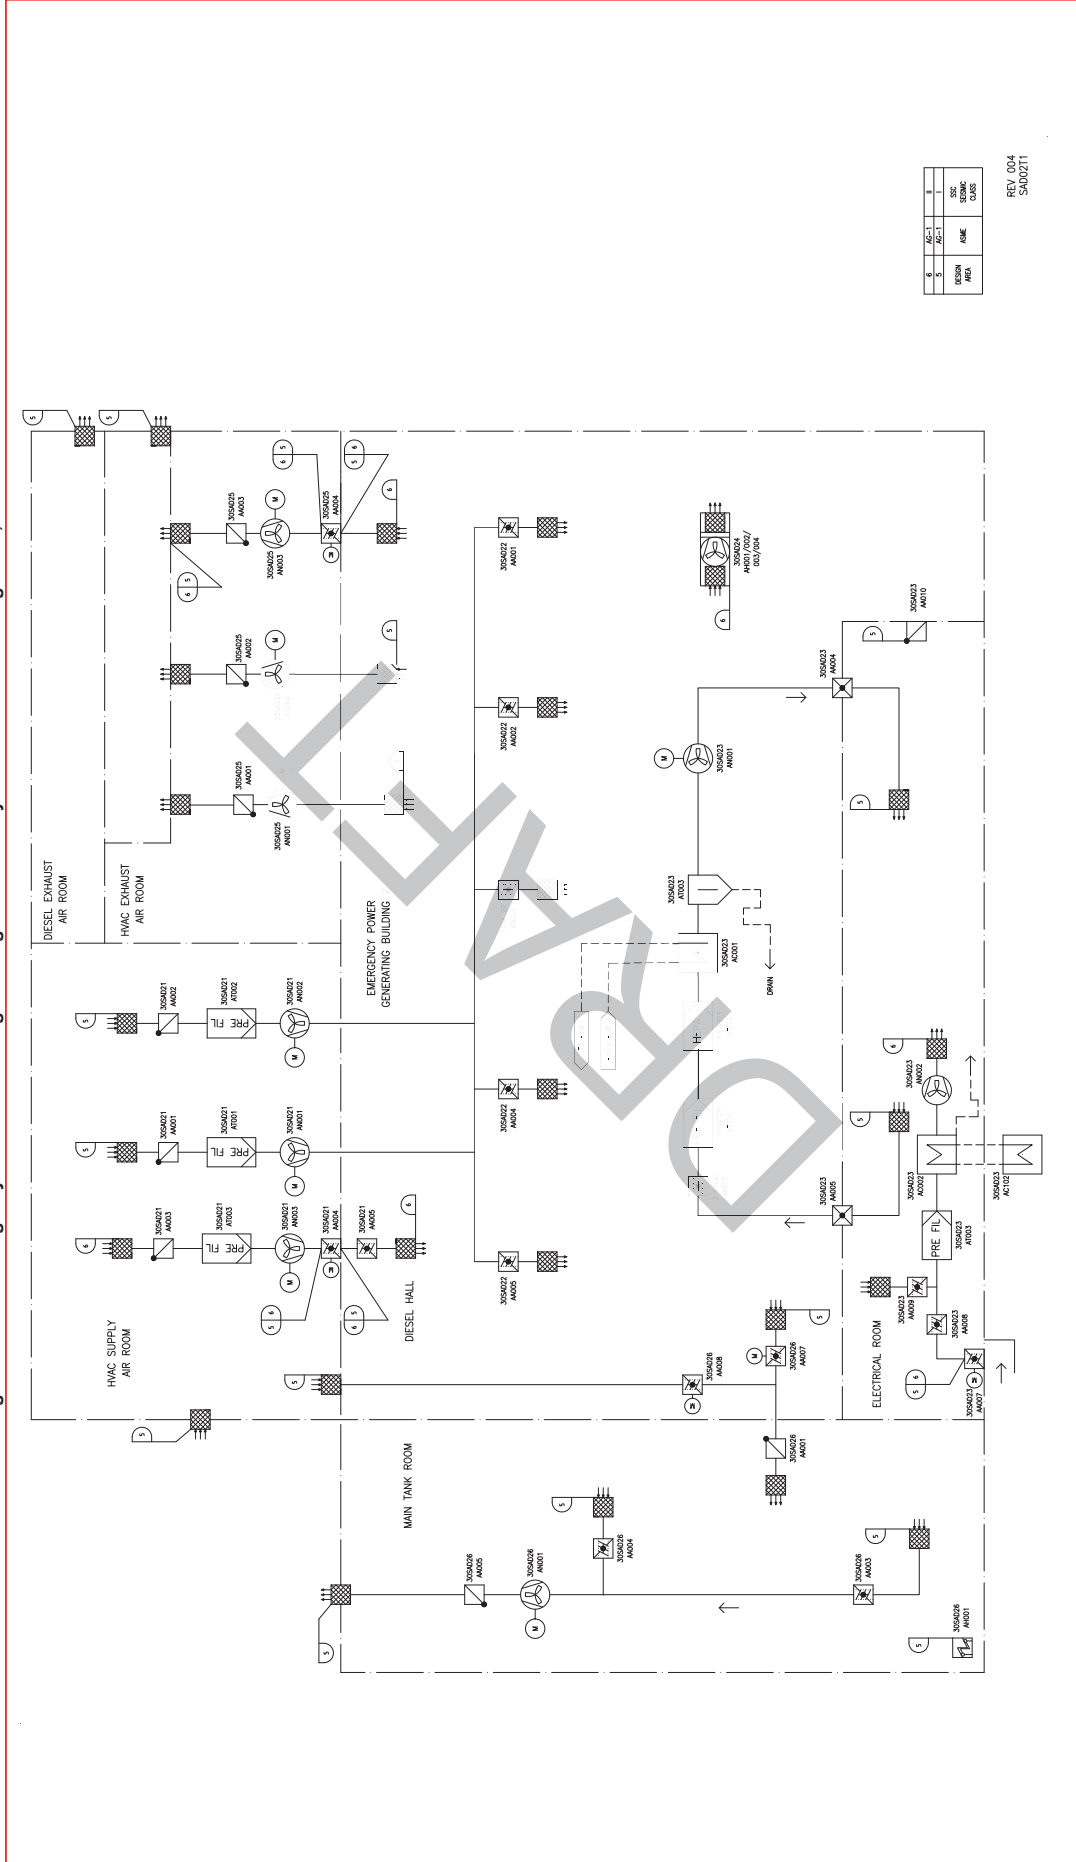 DIESEL EXHAUST
AIR ROOM
HVAC EXHAUST
AIR ROOM
HVAC SUPPLY
AIR ROOM
EMERGENCY POWER
GENERATING BUILDING
DIESEL HALL
MAIN TANK ROOM
ELECTRICAL ROOM
30SAD21
AA003
30SAD21
AT003
PRE FIL
30SAD21
AN003
M
30SAD21
AA004
30SAD21
AA005
30SAD21
AA001
30SAD21
AT001
PRE FIL
30SAD21
AN001
M
30SAD21
AA002
30SAD21
AT002
PRE FIL
30SAD21
AN002
M
30SAD25
AA001
30SAD25
AN001
30SAD25
AA002
M
30SAD25
AA003
30SAD25
AN003
M
30SAD25
AA004
30SAD22
AA005
30SAD22
AA004
30SAD22
AA002
30SAD22
AA001
30SAD24
AH001/002/
003/004
30SAD23
AC001
30SAD23
AT003
DRAIN
30SAD23
AN001
M
30SAD23
AA004
30SAD23
AA005
30SAD23
AA010
30SAD26
AA008
30SAD26
AA007
M
30SAD26
AA001
30SAD26
AA005
30SAD26
AN001
M
30SAD26
AA004
30SAD26
AA003
30SAD26
AH001
30SAD23
AA009
30SAD23
AA008
30SAD23
AA007
PRE FIL
30SAD23
AT003
30SAD23
AC002
30SAD23
AC102
30SAD23
AN002
6 AG-1 II
5 AG-1 I
DESIGN AREA ASME SSC SEISMIC CLASS
REV 004
SAD02T1
DRAFT